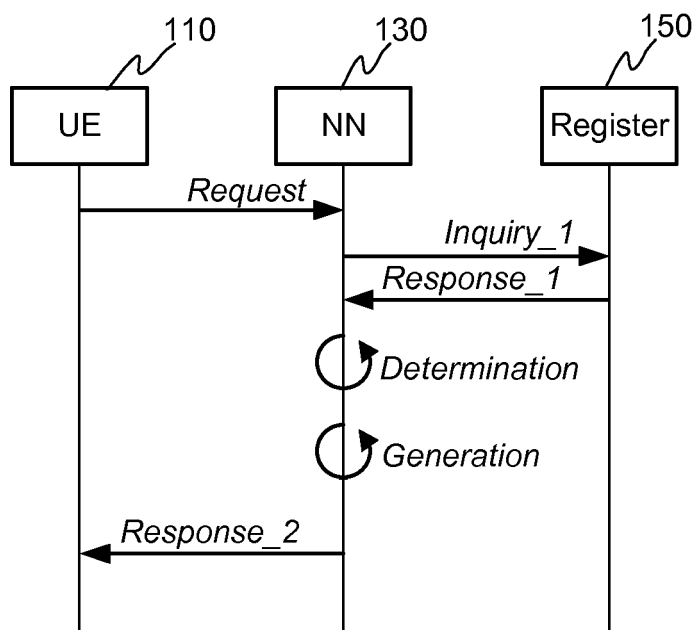 110
130
150
UE
NN
Register
Request
Inquiry_1
Response_1
Determination
Generation
Response_2